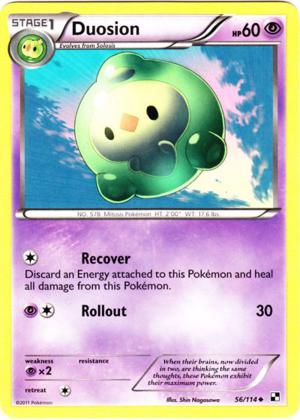 STAGE1 Duosion HP60
Evolves from Solosis
NO. 578 Mitosis Pokémon HT: 2'00" WT: 17.6 lbs.
Recover
Discard an Energy attached to this Pokémon and heal
all damage from this Pokémon.
Rollout 30
weakness resistance
×2
retreat
When their brains, now divided
in two, are thinking the same
thoughts, these Pokémon exhibit
their maximum power.
©2011 Pokémon Illus. Shin Nagasawa 56/114